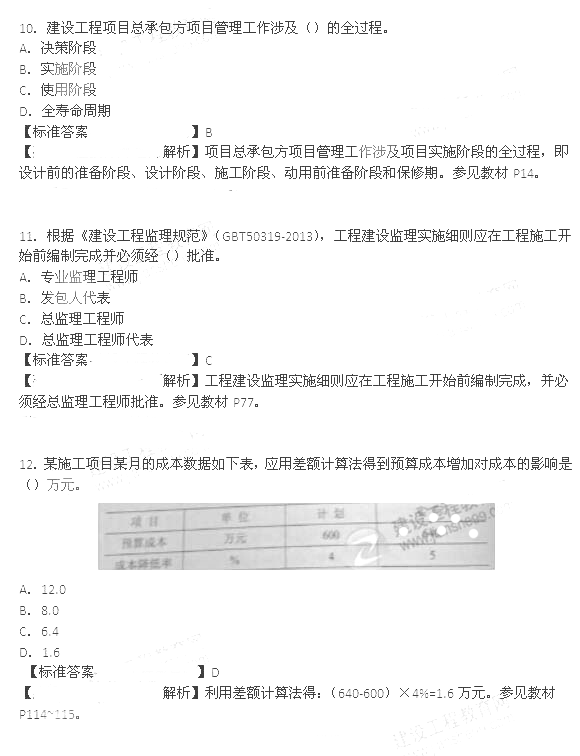 10. 建设工程项目总承包方项目管理工作涉及（）的全过程。
A. 决策阶段
B. 实施阶段
C. 使用阶段
D. 全寿命周期
【标准答案 】B
【 解析】项目总承包方项目管理工作涉及项目实施阶段的全过程，即
设计前的准备阶段、设计阶段、施工阶段、动用前准备阶段和保修期。参见教材 P14。
11. 根据《建设工程监理规范》（GBT50319-2013），工程建设监理实施细则应在工程施工开
始前编制完成并必须经（）批准。
A. 专业监理工程师
B. 发包人代表
C. 总监理工程师
D. 总监理工程师代表
【标准答案 】C
【 解析】工程建设监理实施细则应在工程施工开始前编制完成，并必
须经总监理工程师批准。参见教材 P77。
12. 某施工项目某月的成本数据如下表，应用差额计算法得到预算成本增加对成本的影响是
（）万元。
项目 单位 计划
预算成本 万元 600
成本降低率 % 4 5
A. 12.0
B. 8.0
C. 6.4
D. 1.6
【标准答案 】D
【 解析】利用差额计算法得：（640-600）×4%=1.6 万元。参见教材
P114~115。